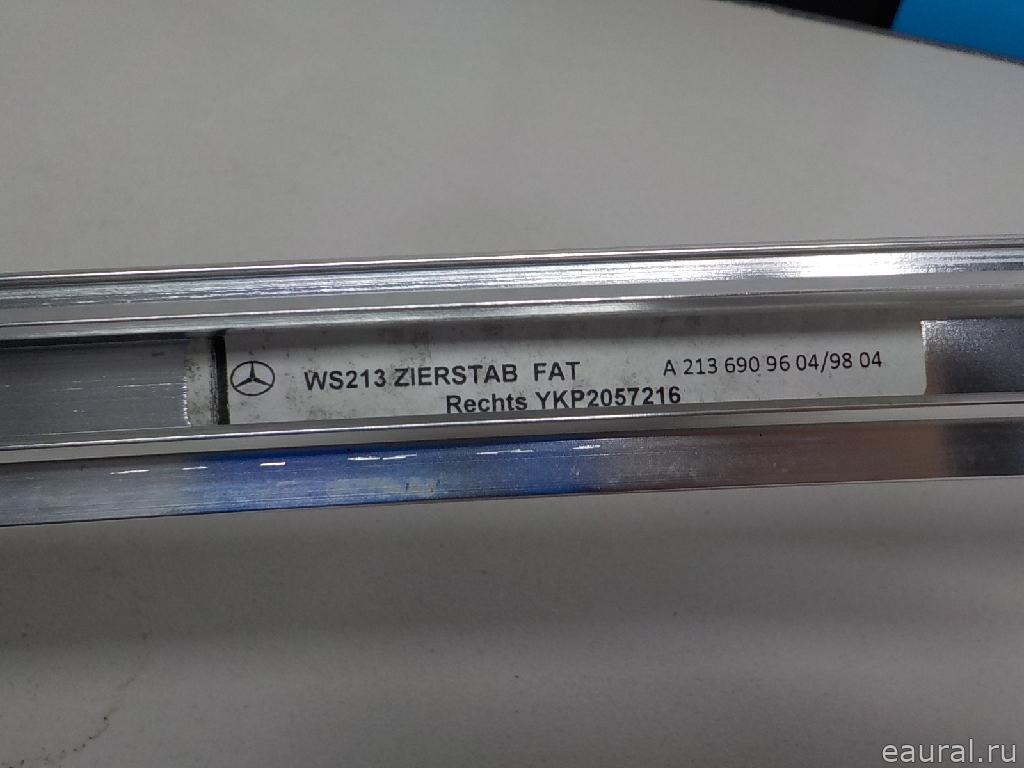 WS213 ZIERSTAB FAT A 213 690 96 04/98 04
Rechts YKP2057216
eaural.ru